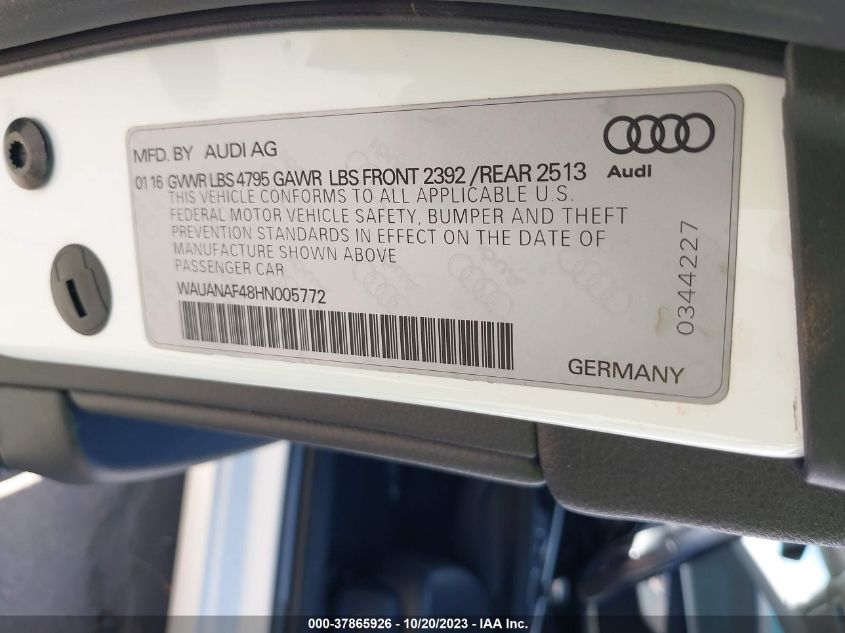 MFD. BY AUDI AG
01 16 GVWR LBS 4795 GAWR LBS FRONT 2392 /REAR 2513
THIS VEHICLE CONFORMS TO ALL APPLICABLE U.S.
FEDERAL MOTOR VEHICLE SAFETY, BUMPER AND THEFT
PREVENTION STANDARDS IN EFFECT ON THE DATE OF
MANUFACTURE SHOWN ABOVE
PASSENGER CAR
WAUANAF48HN005772
Audi
0344227
GERMANY
000-37865926 - 10/20/2023 - IAA Inc.